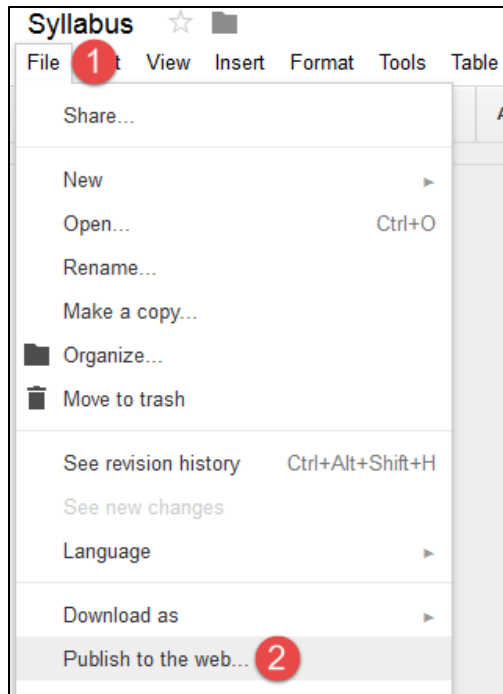 Syllabus
File 1 t View Insert Format Tools Table
Share...
A
New
Open... Ctrl+O
Rename...
Make a copy...
Organize...
Move to trash
See revision history Ctrl+Alt+Shift+H
See new changes
Language
Download as
Publish to the web... 2